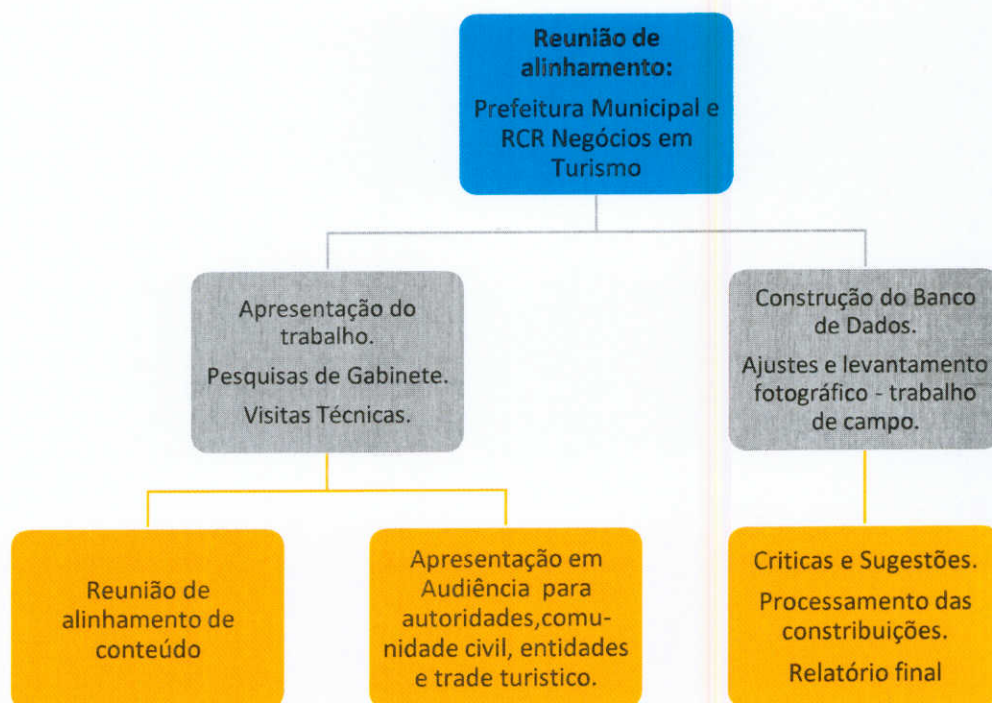 Reunião de
alinhamento:
Prefeitura Municipal e
RCR Negócios em
Turismo
Apresentação do
trabalho.
Pesquisas de Gabinete.
Visitas Técnicas.
Construção do Banco
de Dados.
Ajustes e levantamento
fotográfico - trabalho
de campo.
Reunião de
alinhamento de
conteúdo
Apresentação em
Audiência para
autoridades,comu-
nidade civil, entidades
e trade turistico.
Criticas e Sugestões.
Processamento das
constribuições.
Relatório final